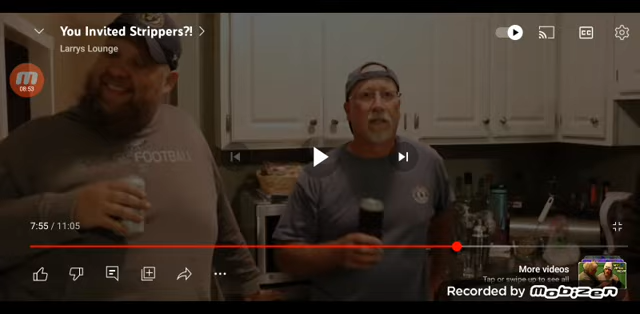 You Invited Strippers?!
Larrys Lounge
CC
m
08:53
FOOTBALL
7:55 / 11:05
More videos
Tap or swipe up to see all
Recorded by MOBIZEN